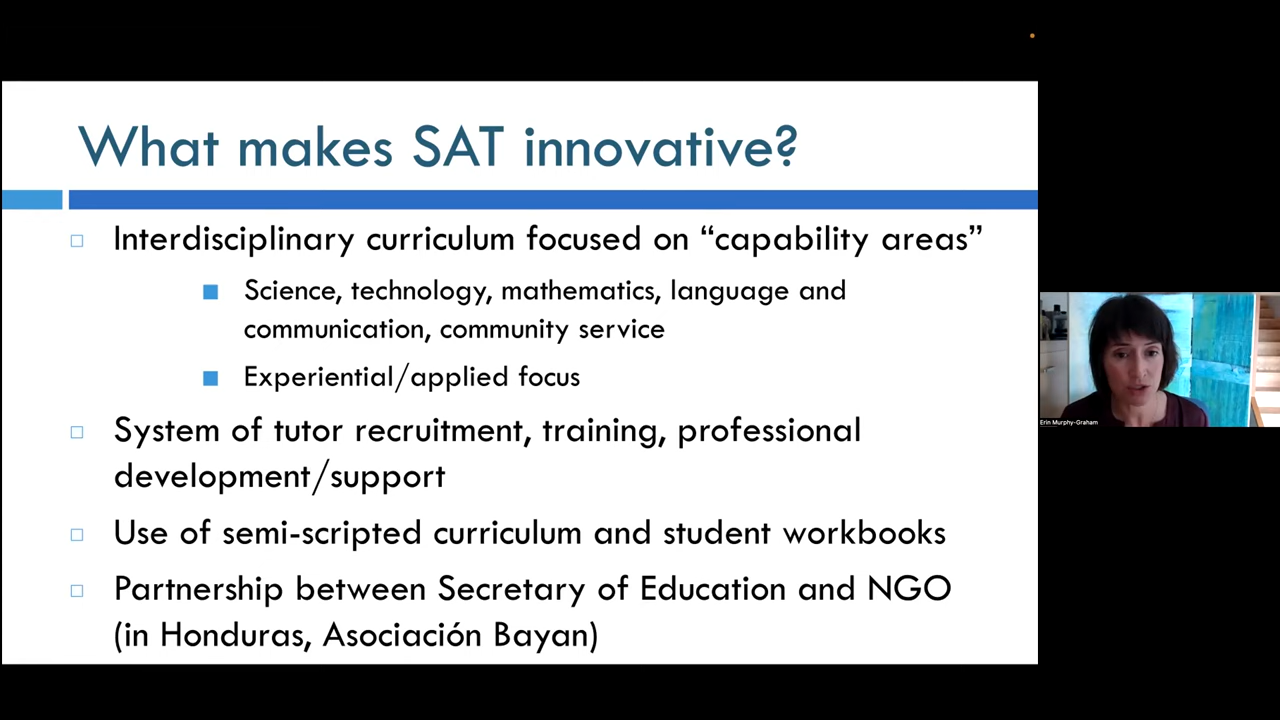 What makes SAT innovative?
Interdisciplinary curriculum focused on “capability areas”
Science, technology, mathematics, language and
communication, community service
Experiential/applied focus
System of tutor recruitment, training, professional
development/support
Use of semi-scripted curriculum and student workbooks
Partnership between Secretary of Education and NGO
(in Honduras, Asociación Bayan)
Erin Murphy-Graham